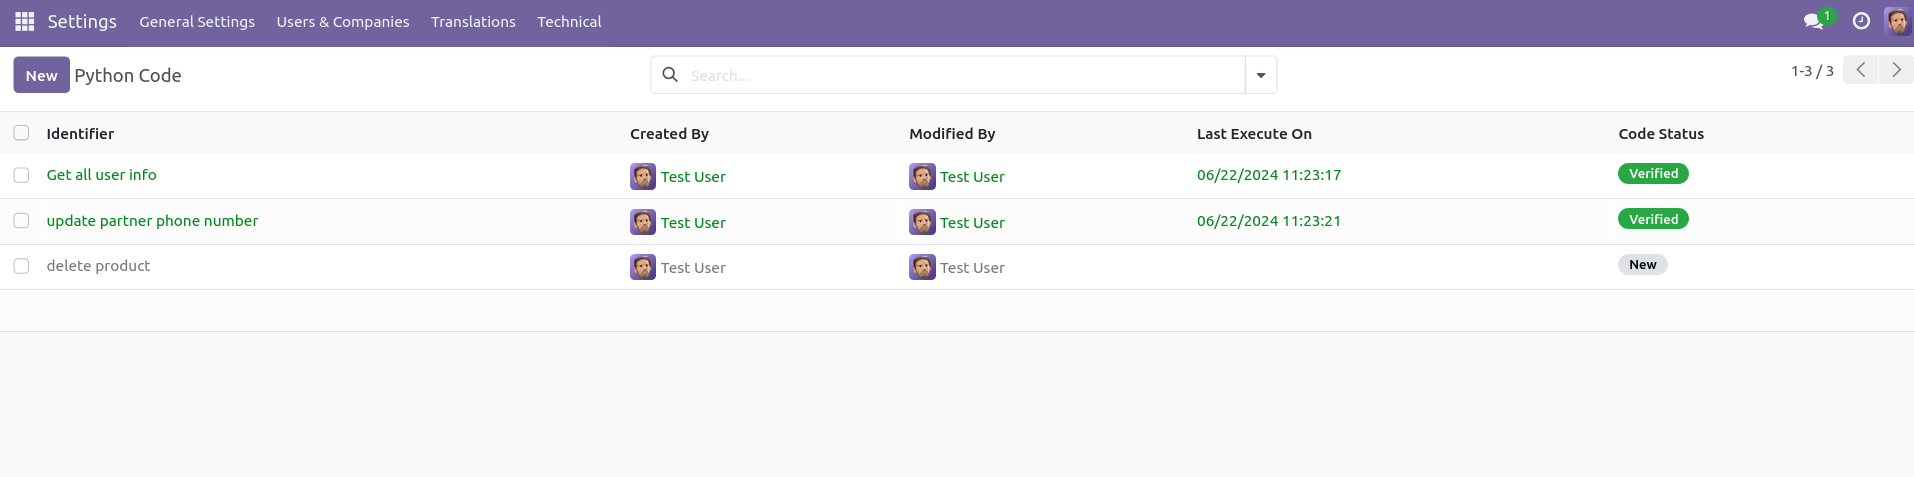 Settings General Settings Users & Companies Translations Technical 1
New Python Code Search... 1-3 / 3
Identifier Created By Modified By Last Execute On Code Status
Get all user info Test User Test User 06/22/2024 11:23:17 Verified
update partner phone number Test User Test User 06/22/2024 11:23:21 Verified
delete product Test User Test User New